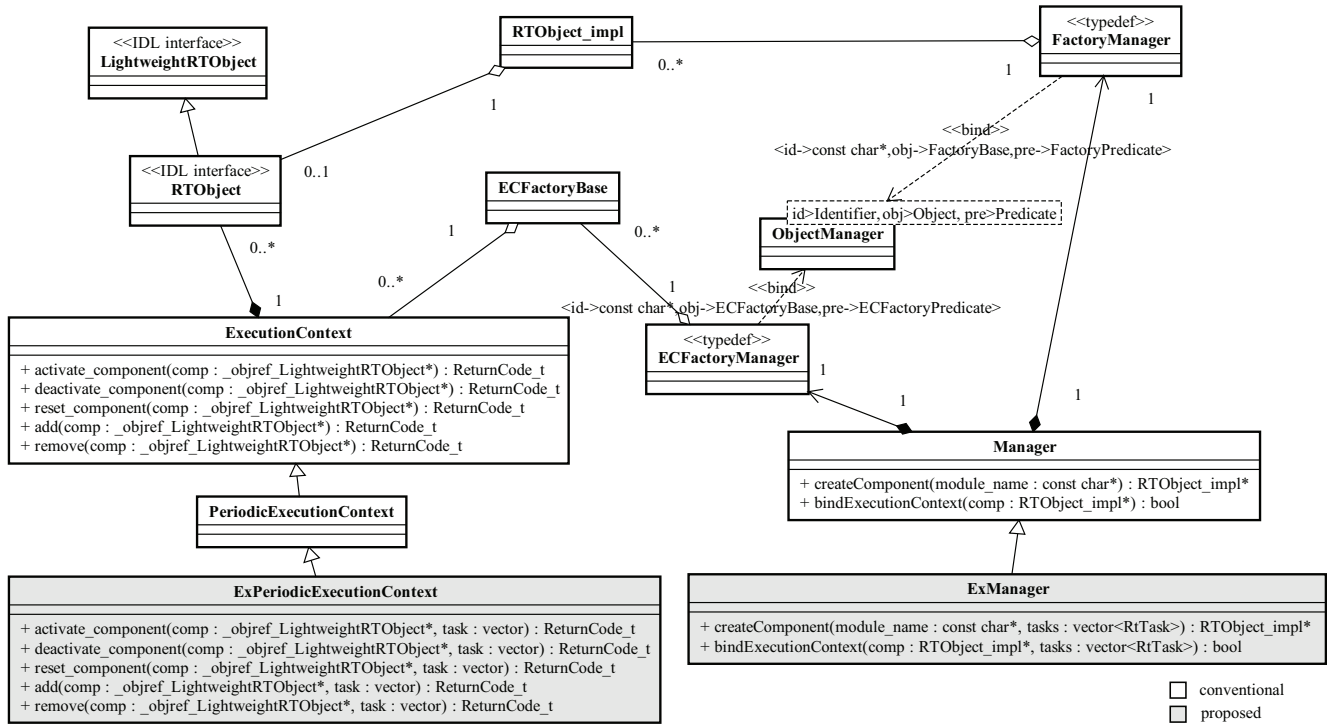 <<IDL interface>>
LightweightRTObject
RTObject_impl
<<typedef>>
FactoryManager
0..*
1
1
1
<<IDL interface>>
RTObject
0..1
<<bind>>
<id->const char*,obj->FactoryBase,pre->FactoryPredicate>
ECFactoryBase
id>Identifier,obj>Object, pre>Predicate
ObjectManager
0..*
1
0..*
0..*
1
1
<<bind>>
<id->const char*,obj->ECFactoryBase,pre->ECFactoryPredicate>
<<typedef>>
ECFactoryManager
1
1
1
ExecutionContext
+ activate_component(comp : _objref_LightweightRTObject*) : ReturnCode_t
+ deactivate_component(comp : _objref_LightweightRTObject*) : ReturnCode_t
+ reset_component(comp : _objref_LightweightRTObject*) : ReturnCode_t
+ add(comp : _objref_LightweightRTObject*) : ReturnCode_t
+ remove(comp : _objref_LightweightRTObject*) : ReturnCode_t
Manager
+ createComponent(module_name : const char*) : RTObject_impl*
+ bindExecutionContext(comp : RTObject_impl*) : bool
PeriodicExecutionContext
ExPeriodicExecutionContext
+ activate_component(comp : _objref_LightweightRTObject*, task : vector) : ReturnCode_t
+ deactivate_component(comp : _objref_LightweightRTObject*, task : vector) : ReturnCode_t
+ reset_component(comp : _objref_LightweightRTObject*, task : vector) : ReturnCode_t
+ add(comp : _objref_LightweightRTObject*, task : vector) : ReturnCode_t
+ remove(comp : _objref_LightweightRTObject*, task : vector) : ReturnCode_t
ExManager
+ createComponent(module_name : const char*, tasks : vector<RtTask>) : RTObject_impl*
+ bindExecutionContext(comp : RTObject_impl*, tasks : vector<RtTask>) : bool
conventional
proposed